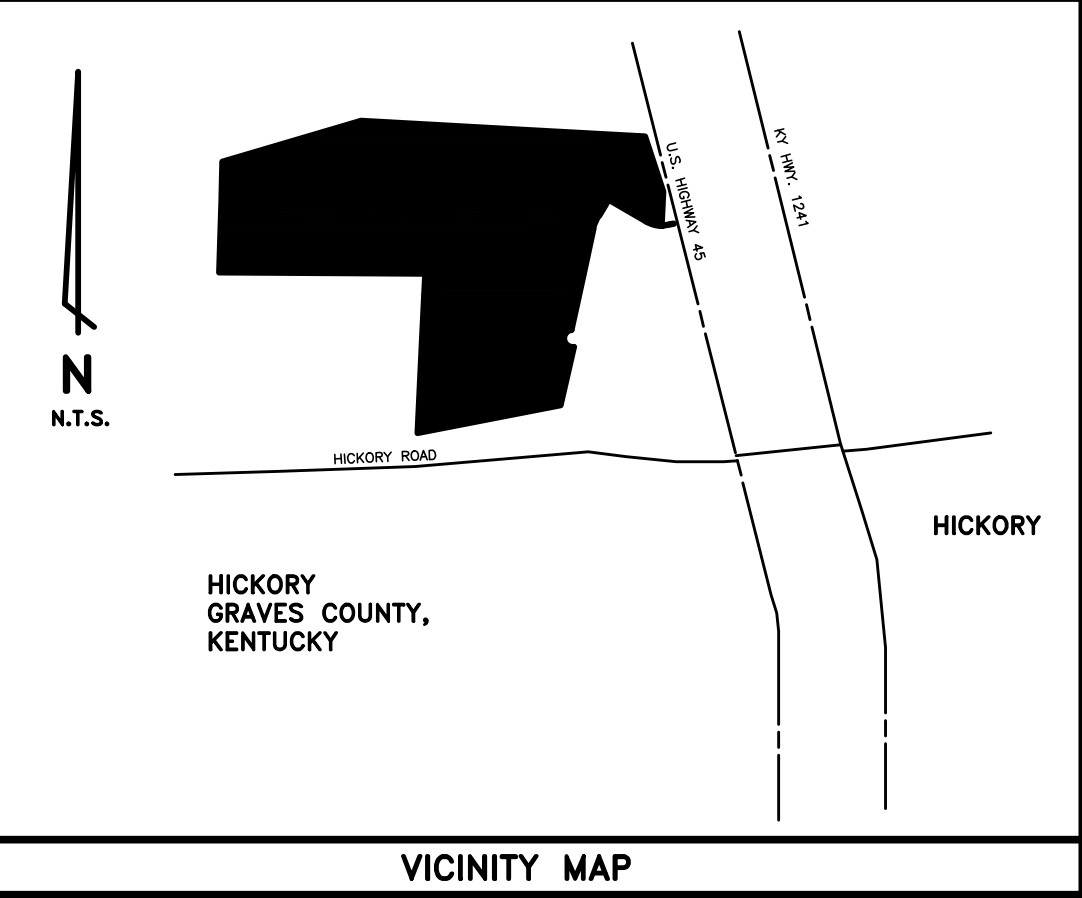 U.S. HIGHWAY 45
KY HWY. 1241
N
N.T.S.
HICKORY ROAD
HICKORY
HICKORY
GRAVES COUNTY,
KENTUCKY
VICINITY MAP